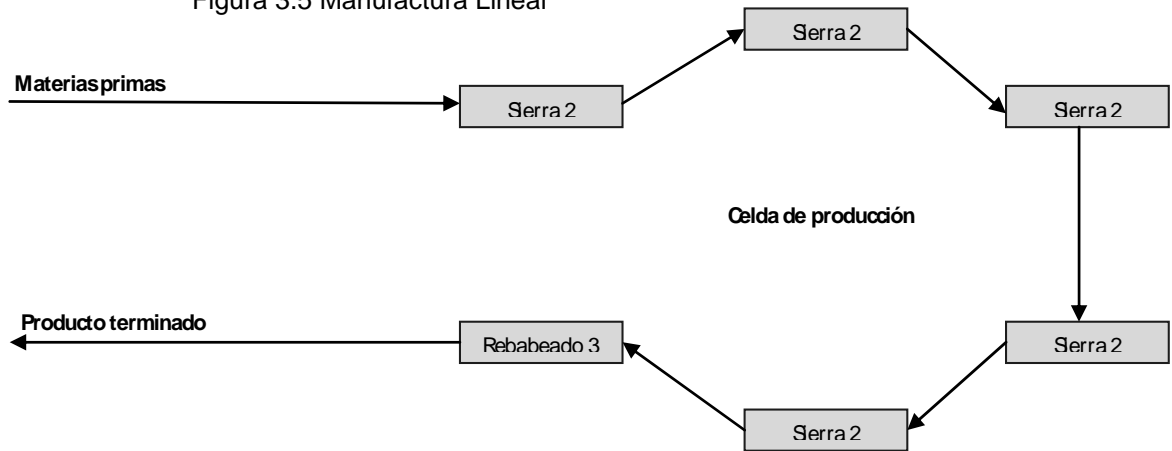 Figura 3.5 Manufactura Linear
Sierra 2
Materias primas
Sierra 2
Sierra 2
Celda de producción
Producto terminado
Rebabeado 3
Sierra 2
Sierra 2